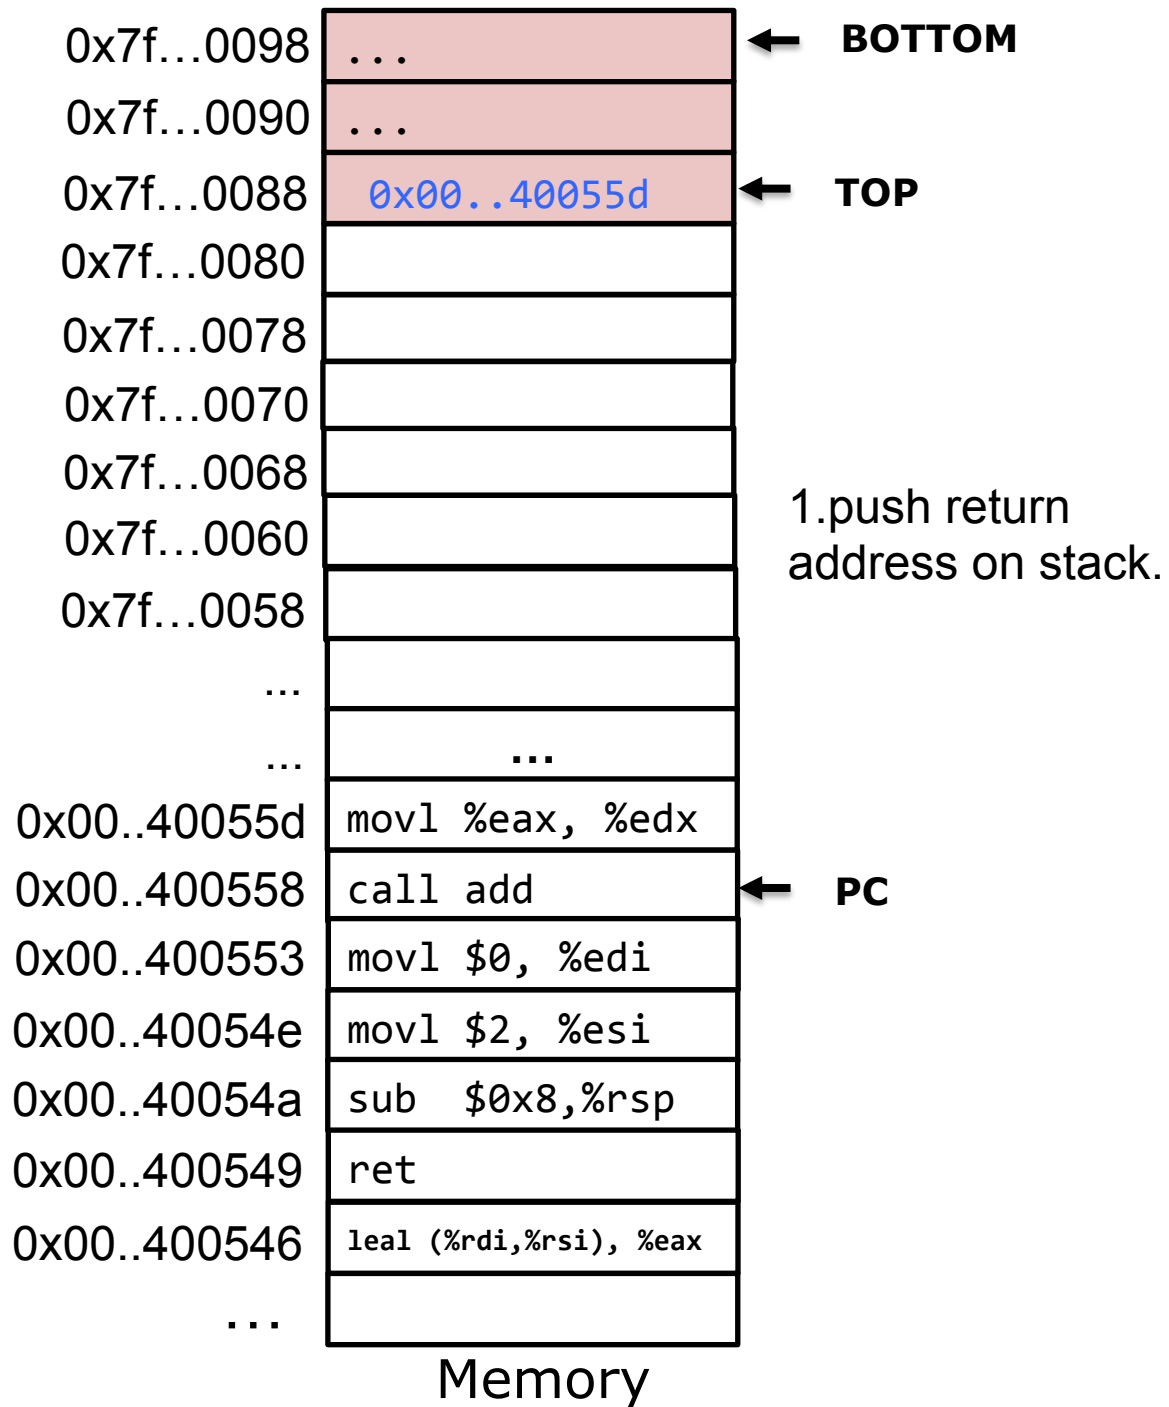 0x7f…0098 ... BOTTOM
0x7f…0090 ...
0x7f…0088 0x00..40055d TOP
0x7f…0080
0x7f…0078
0x7f…0070
0x7f…0068
1.push return
0x7f…0060
address on stack.
0x7f…0058
...
... ...
0x00..40055d movl %eax, %edx
0x00..400558 call add PC
0x00..400553 movl $0, %edi
0x00..40054e movl $2, %esi
0x00..40054a sub  $0x8,%rsp
0x00..400549 ret
0x00..400546 leal (%rdi,%rsi), %eax
...
Memory